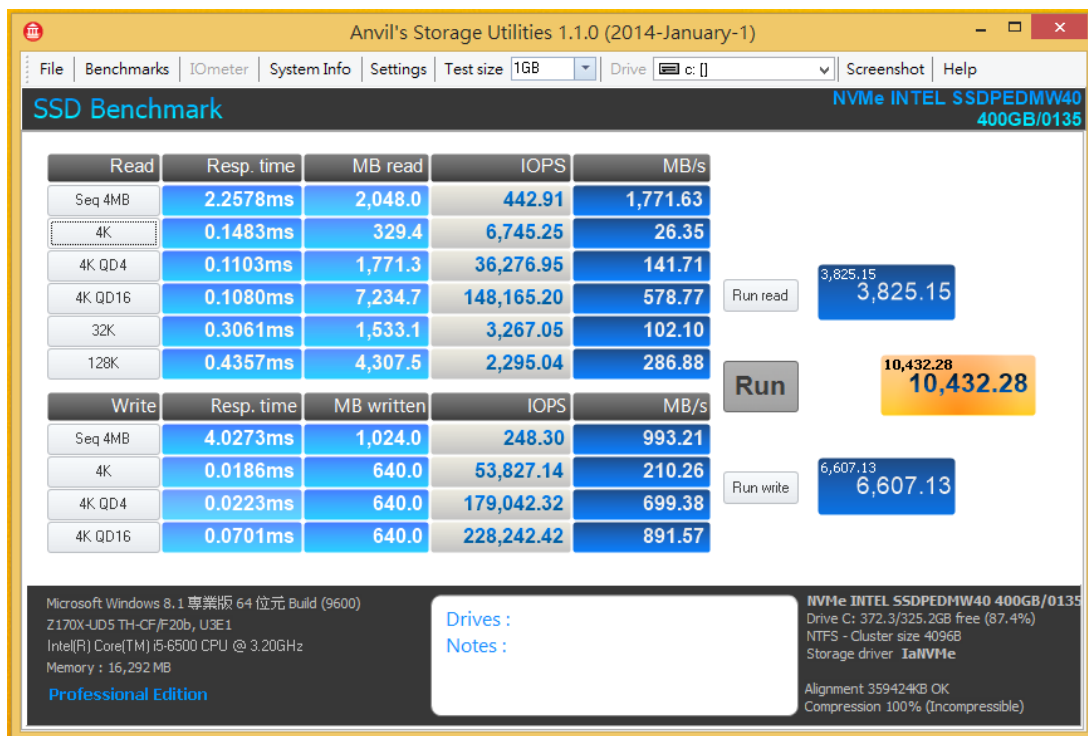 Anvil's Storage Utilities 1.1.0 (2014-January-1)
File Benchmarks IOmeter System Info Settings Test size 1GB Drive c: [] Screenshot Help
SSD Benchmark
NVMe INTEL SSDPEDMW40
400GB/0135
Read Resp. time MB read IOPS MB/s
Seq 4MB 2.2578ms 2,048.0 442.91 1,771.63
4K 0.1483ms 329.4 6,745.25 26.35
4K QD4 0.1103ms 1,771.3 36,276.95 141.71
4K QD16 0.1080ms 7,234.7 148,165.20 578.77
32K 0.3061ms 1,533.1 3,267.05 102.10
128K 0.4357ms 4,307.5 2,295.04 286.88
Run read
3,825.15
3,825.15
Run
10,432.28
10,432.28
Write Resp. time MB written IOPS MB/s
Seq 4MB 4.0273ms 1,024.0 248.30 993.21
4K 0.0186ms 640.0 53,827.14 210.26
4K QD4 0.0223ms 640.0 179,042.32 699.38
4K QD16 0.0701ms 640.0 228,242.42 891.57
Run write
6,607.13
6,607.13
Microsoft Windows 8.1 專業版 64 位元 Build (9600)
Z170X-UD5 TH-CF/F20b, U3E1
Intel(R) Core(TM) i5-6500 CPU @ 3.20GHz
Memory : 16,292 MB
Professional Edition
Drives :
Notes :
NVMe INTEL SSDPEDMW40 400GB/0135
Drive C: 372.3/325.2GB free (87.4%)
NTFS - Cluster size 4096B
Storage driver IaNVMe
Alignment 359424KB OK
Compression 100% (Incompressible)